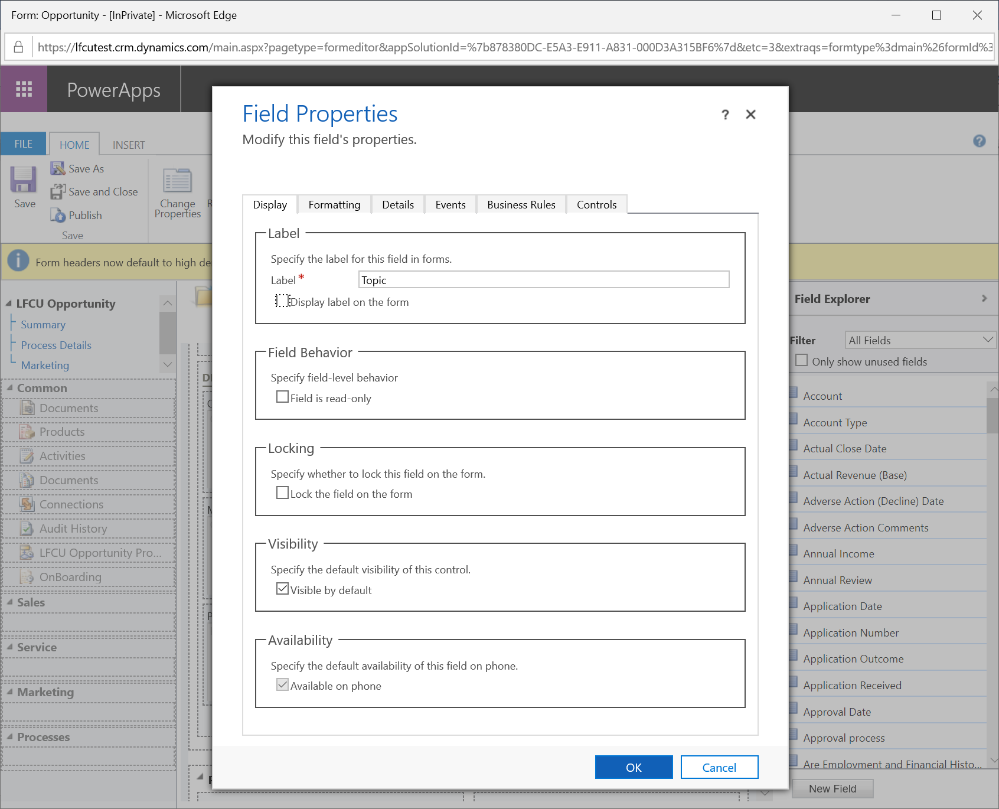 Form: Opportunity - [InPrivate] - Microsoft Edge
https://lfcutest.crm.dynamics.com/main.aspx?pagetype=formeditor&appSolutionId=%7b878380DC-E5A3-E911-A831-000D3A315BF6%7d&etc=3&extraqs=formtype%3dmain%26formId%3
PowerApps
FILE
HOME
INSERT
Save
Save As
Save and Close
Publish
Save
Change
Properties
Form headers now default to high de
LFCU Opportunity
Summary
Process Details
Marketing
Common
Documents
Products
Activities
Documents
Connections
Audit History
LFCU Opportunity Pro...
OnBoarding
Sales
Service
Marketing
Processes
Field Properties
Modify this field's properties.
?
Display
Formatting
Details
Events
Business Rules
Controls
Label
Specify the label for this field in forms.
Label *
Topic
Display label on the form
Field Behavior
Specify field-level behavior
Field is read-only
Locking
Specify whether to lock this field on the form.
Lock the field on the form
Visibility
Specify the default visibility of this control.
Visible by default
Availability
Specify the default availability of this field on phone.
Available on phone
OK
Cancel
Field Explorer
Filter
All Fields
Only show unused fields
Account
Account Type
Actual Close Date
Actual Revenue (Base)
Adverse Action (Decline) Date
Adverse Action Comments
Annual Income
Annual Review
Application Date
Application Number
Application Outcome
Application Received
Approval Date
Approval process
Are Employment and Financial Histo...
New Field